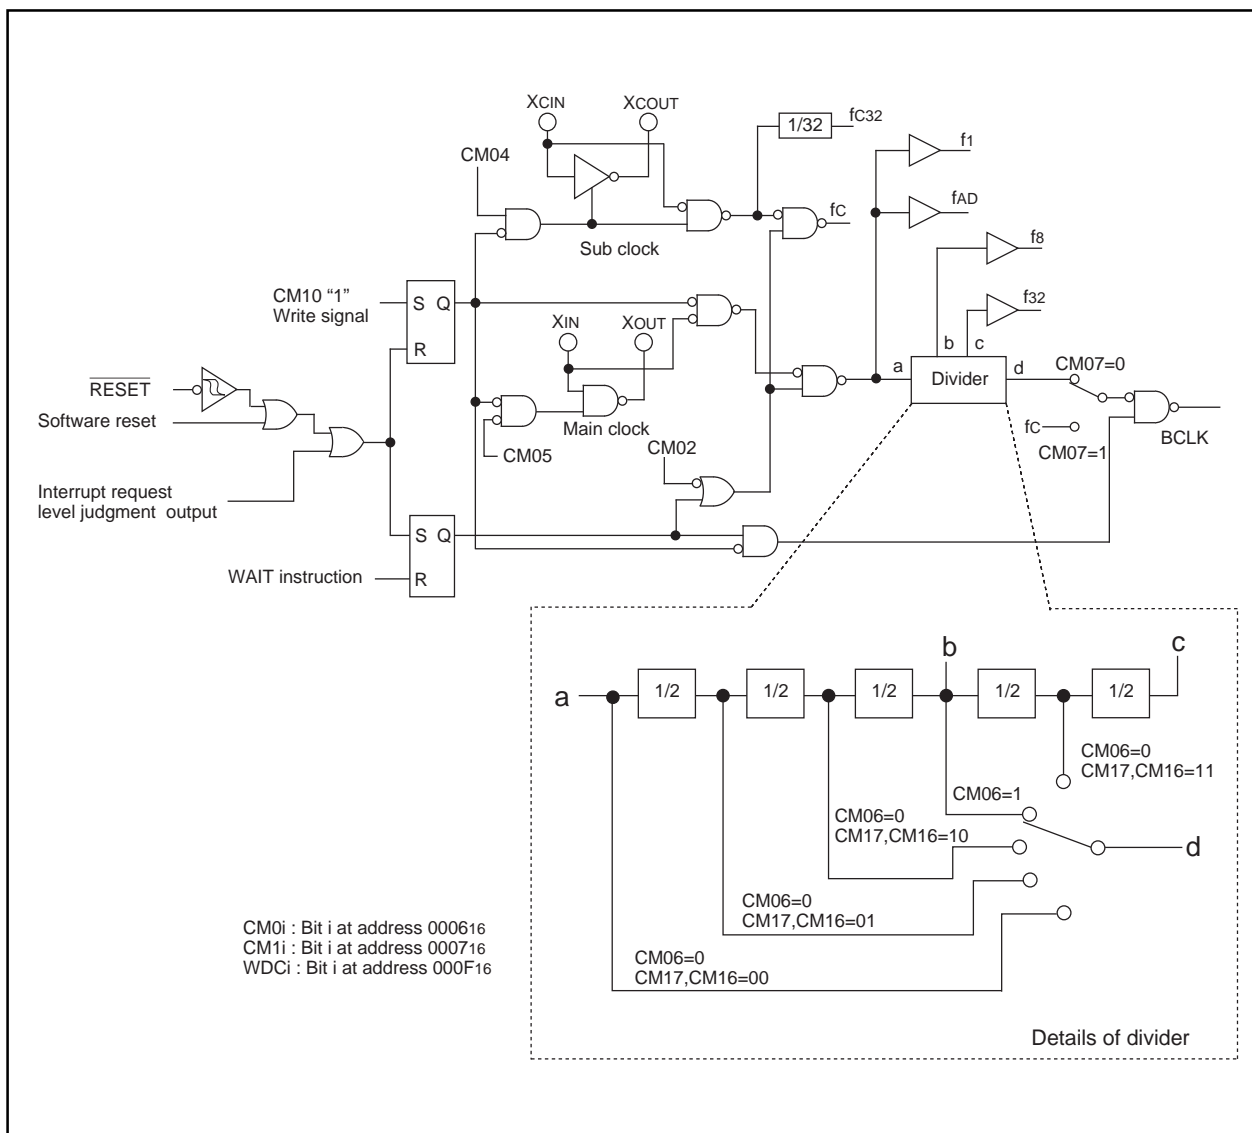 XCIN
XCOUT
1/32
fC32
f1
CM04
fAD
fC
Sub clock
f8
CM10 “1”
Write signal
S Q
R
XIN
XOUT
f32
b c
a
Divider
d
CM07=0
RESET
Software reset
Main clock
CM05
CM02
fC
CM07=1
BCLK
Interrupt request
level judgment output
S Q
R
WAIT instruction
a
1/2
1/2
1/2
b
1/2
1/2
c
CM06=0
CM17,CM16=11
CM06=1
CM06=0
CM17,CM16=10
d
CM06=0
CM17,CM16=01
CM06=0
CM17,CM16=00
CM0i : Bit i at address 000616
CM1i : Bit i at address 000716
WDCi : Bit i at address 000F16
Details of divider